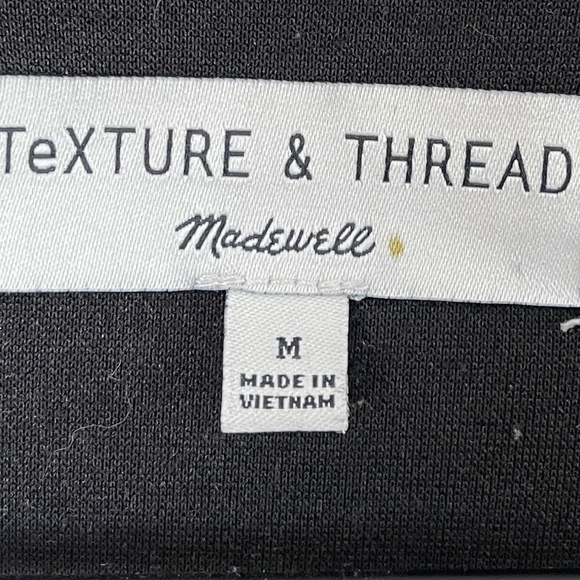 TeXTURE & THREAD
Madewell
M
MADE IN
VIETNAM